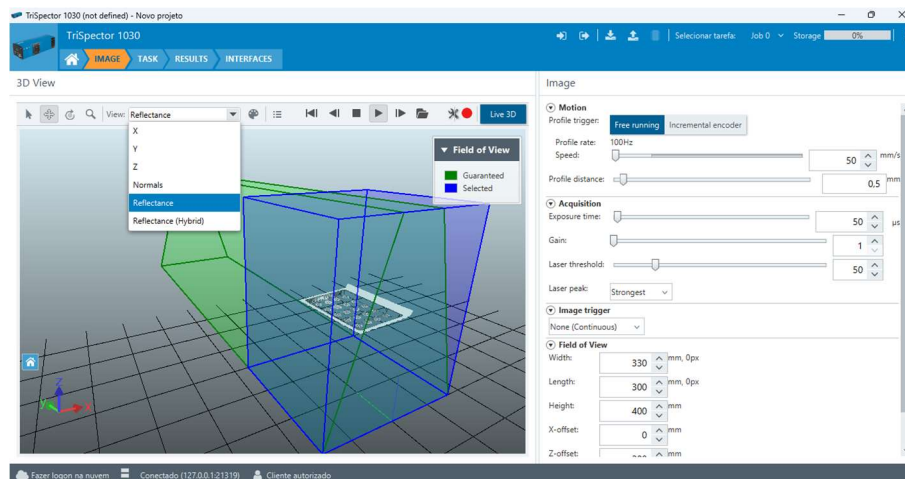 TriSpector 1030 (not defined) - Novo projeto
TriSpector 1030
Selecionar tarefa: Job 0 Storage 0%
IMAGE TASK RESULTS INTERFACES
3D View
View: Reflectance
Live 3D
X
Y
Z
Normals
Reflectance
Reflectance (Hybrid)
Field of View
Guaranteed
Selected
Z
Y
X
Image
Motion
Profile trigger: Free running Incremental encoder
Profile rate: 100Hz
Speed: 50 mm/s
Profile distance: 0.5 mm
Acquisition
Exposure time: 50 µs
Gain: 1
Laser threshold: 50
Laser peak: Strongest
Image trigger
None (Continuous)
Field of View
Width: 330 mm, 0px
Length: 300 mm, 0px
Height: 400 mm
X-offset: 0 mm
Z-offset: mm
Fazer logon na nuvem Conectado (127.0.0.1:21319) Cliente autorizado